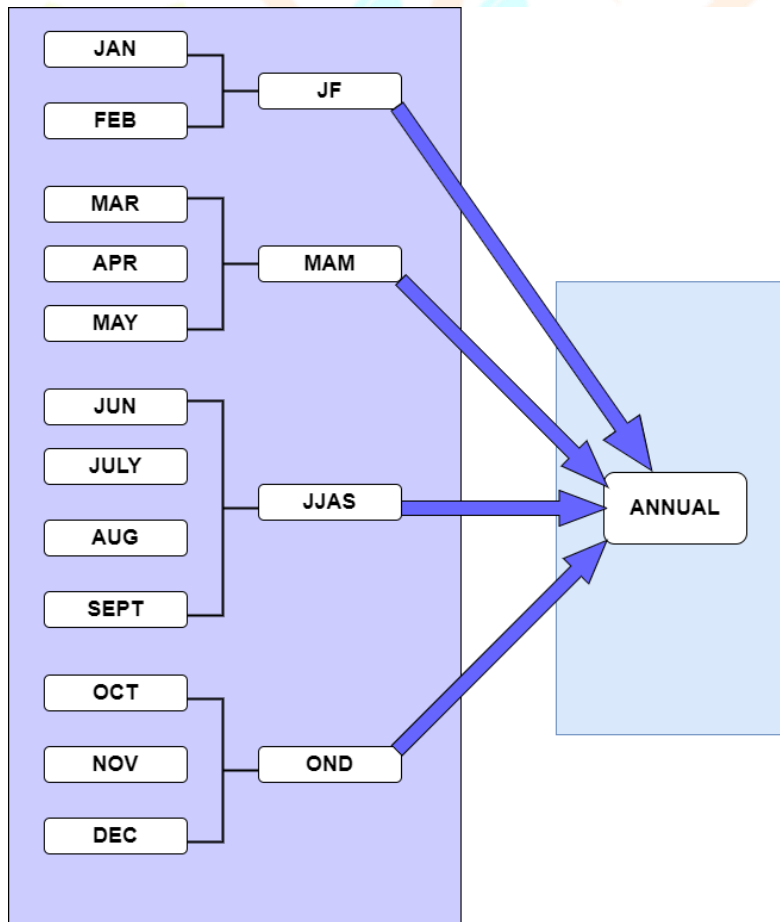 JAN
FEB
JF
MAR
APR
MAY
MAM
JUN
JULY
AUG
SEPT
JJAS
OCT
NOV
DEC
OND
ANNUAL